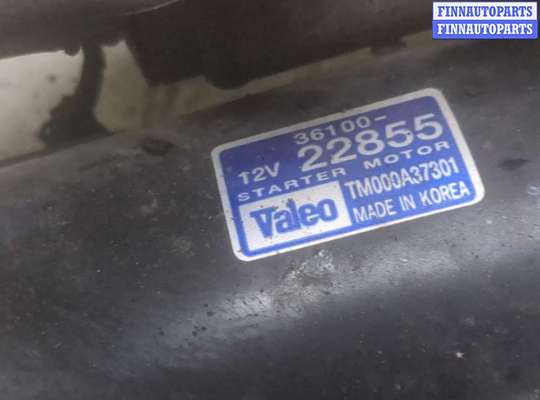 FINNAUTOPARTS
FINNAUTOPARTS
36100-
12V 22855
STARTER MOTOR
Valeo TM000A37301
MADE IN KOREA